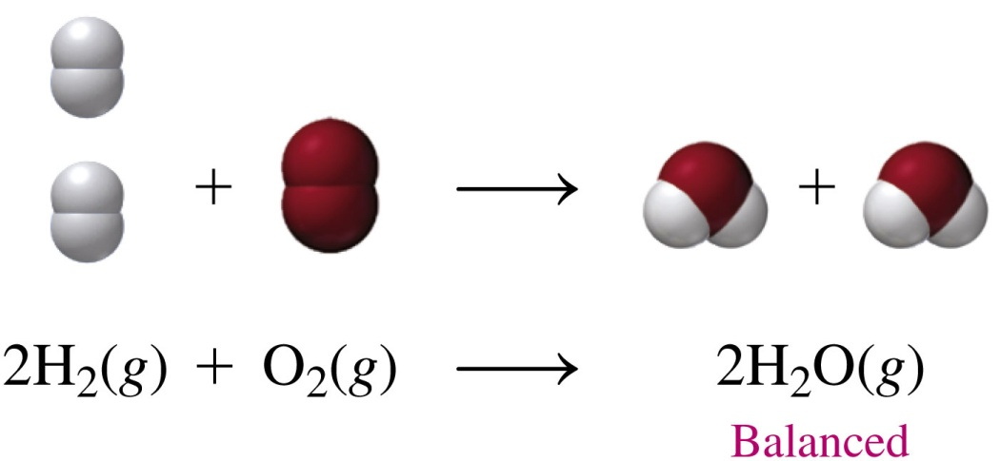 + ⟶ +
2H₂(g) + O₂(g) ⟶ 2H₂O(g)
Balanced